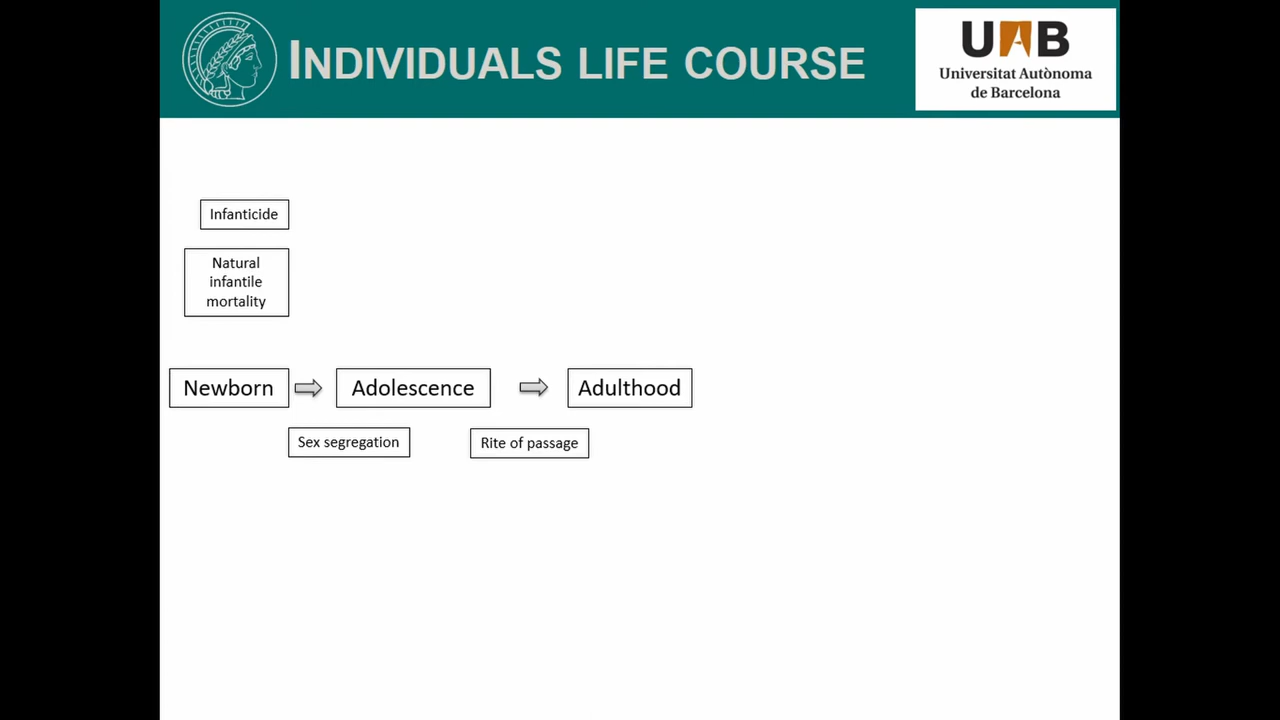 INDIVIDUALS LIFE COURSE
UAB
Universitat Autònoma
de Barcelona
Infanticide
Natural
infantile
mortality
Newborn
Adolescence
Adulthood
Sex segregation
Rite of passage